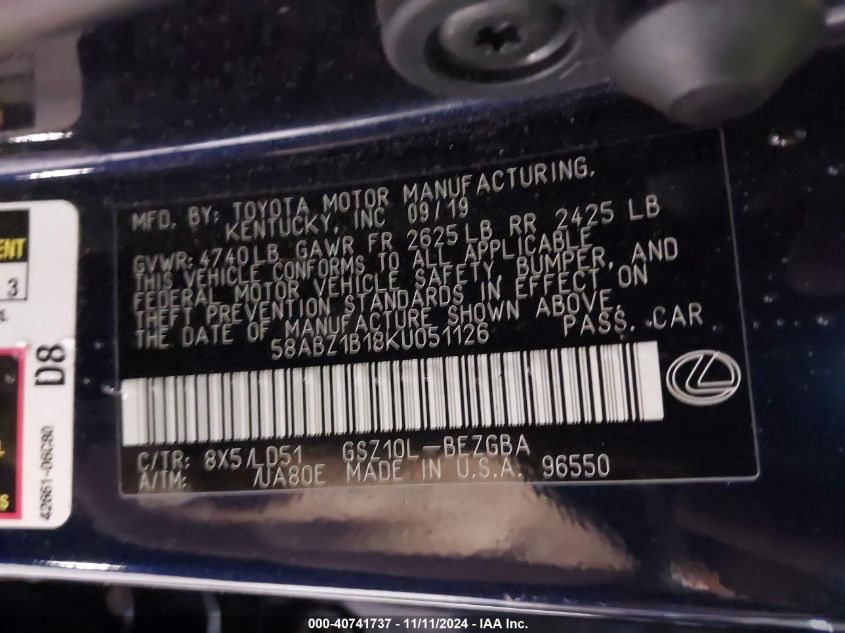 MFD. BY: TOYOTA MOTOR MANUFACTURING,
KENTUCKY, INC 09/19
GVWR: 4740LB GAWR FR 2625LB RR 2425 LB
THIS VEHICLE CONFORMS TO ALL APPLICABLE
FEDERAL MOTOR VEHICLE SAFETY, BUMPER, AND
THEFT PREVENTION STANDARDS IN EFFECT ON
THE DATE OF MANUFACTURE SHOWN ABOVE.
58ABZ1B18KU051126 PASS. CAR
C/TR: 8X5/LD51 GSZ10L-BEZGBA
A/TM: /UA80E MADE IN U.S.A. 96550
3
D8
42661-06C80
000-40741737 - 11/11/2024 - IAA Inc.